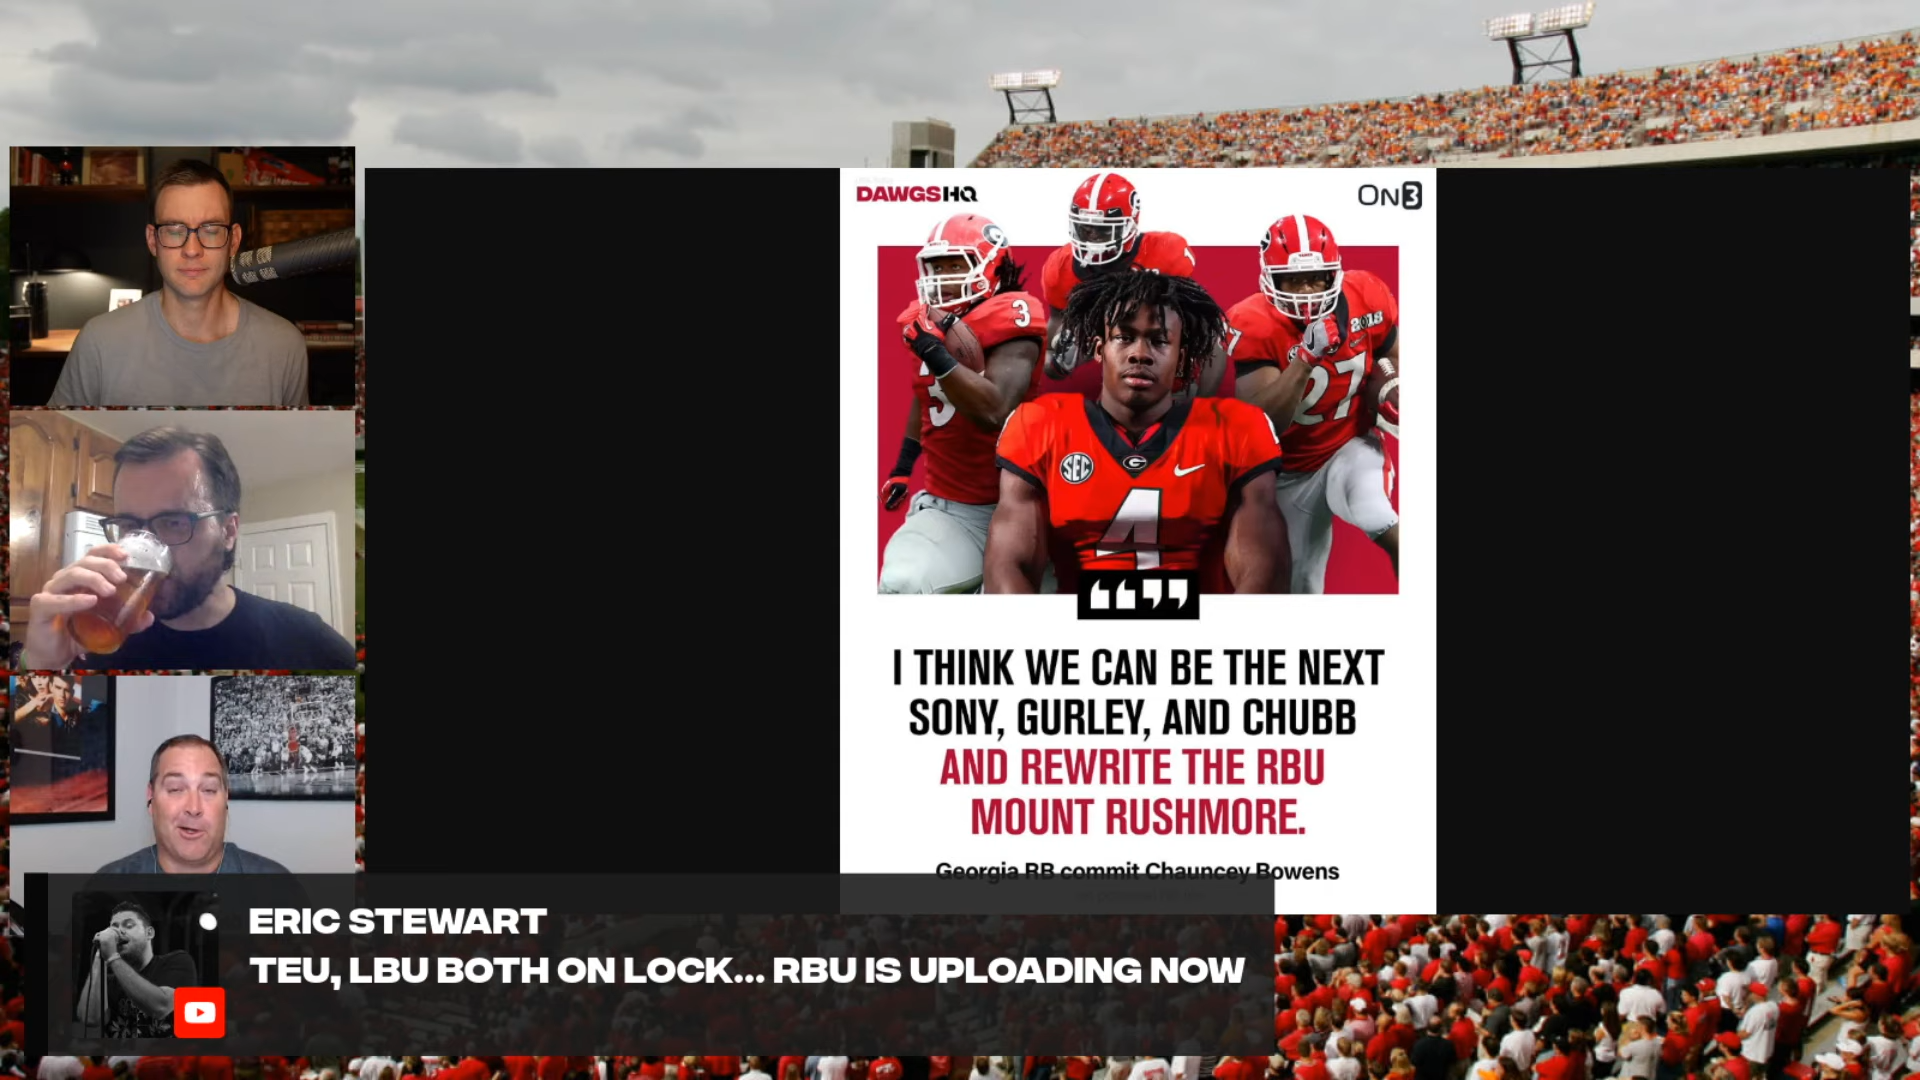 DAWGSHQ
ON3
3
3
2018
27
SEC
G
4
I THINK WE CAN BE THE NEXT
SONY, GURLEY, AND CHUBB
AND REWRITE THE RBU
MOUNT RUSHMORE.
Georgia RB commit Chauncey Bowens
ERIC STEWART
TEU, LBU BOTH ON LOCK... RBU IS UPLOADING NOW